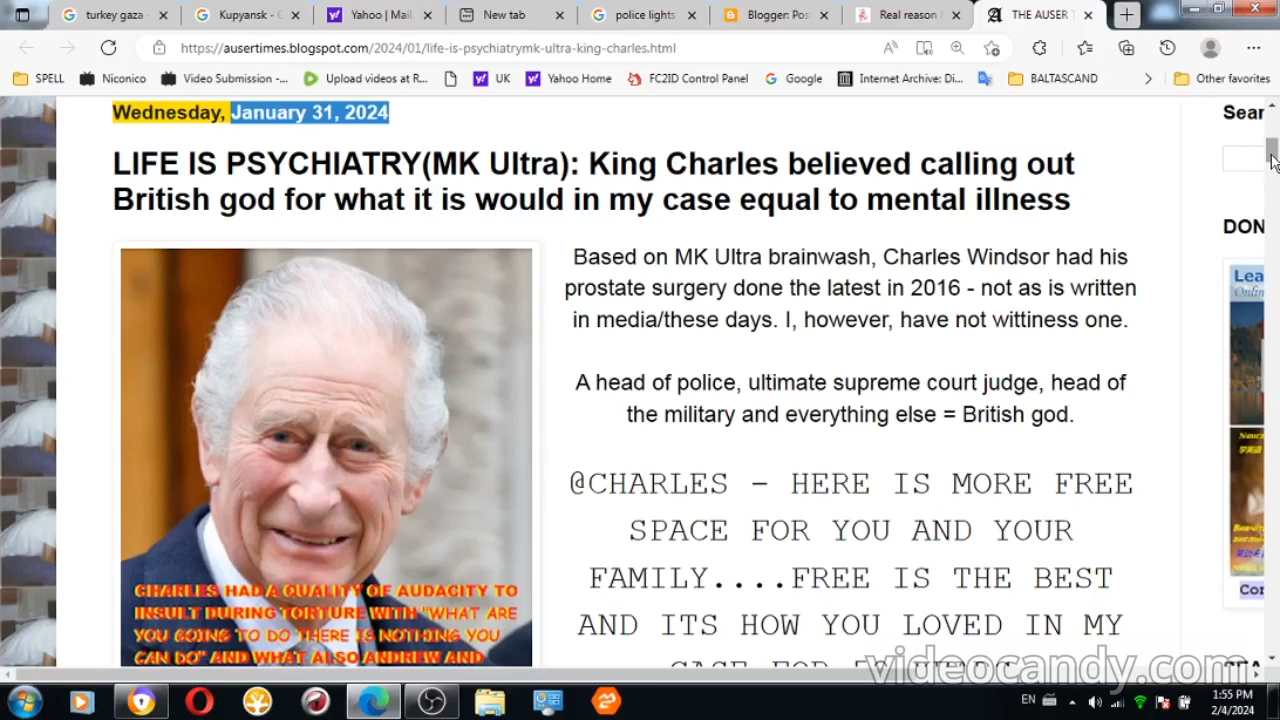 turkey gaza -
Kupyansk - G
Yahoo | Mail
New tab
police lights
Blogger: Pos
Real reason
THE AUSER T
https://ausertimes.blogspot.com/2024/01/life-is-psychiatrymk-ultra-king-charles.html
SPELL
Niconico
Video Submission -...
Upload videos at R...
UK
Yahoo Home
FC2ID Control Panel
Google
Internet Archive: Di...
BALTASCAND
Other favorites
Wednesday, January 31, 2024
Sear
LIFE IS PSYCHIATRY(MK Ultra): King Charles believed calling out
British god for what it is would in my case equal to mental illness
DON
Based on MK Ultra brainwash, Charles Windsor had his
prostate surgery done the latest in 2016 - not as is written
in media/these days. I, however, have not wittiness one.
A head of police, ultimate supreme court judge, head of
the military and everything else = British god.
@CHARLES - HERE IS MORE FREE
SPACE FOR YOU AND YOUR
FAMILY....FREE IS THE BEST
AND ITS HOW YOU LOVED IN MY
CHARLES HAD A QUALITY OF AUDACITY TO
INSULT DURING TORTURE WITH "WHAT ARE
YOU GOING TO DO THERE IS NOTHING YOU
CAN DO" AND WHAT ALSO ANDREW AND
Lea
Onlin
Cor
videocandy.com
EN
1:55 PM
2/4/2024